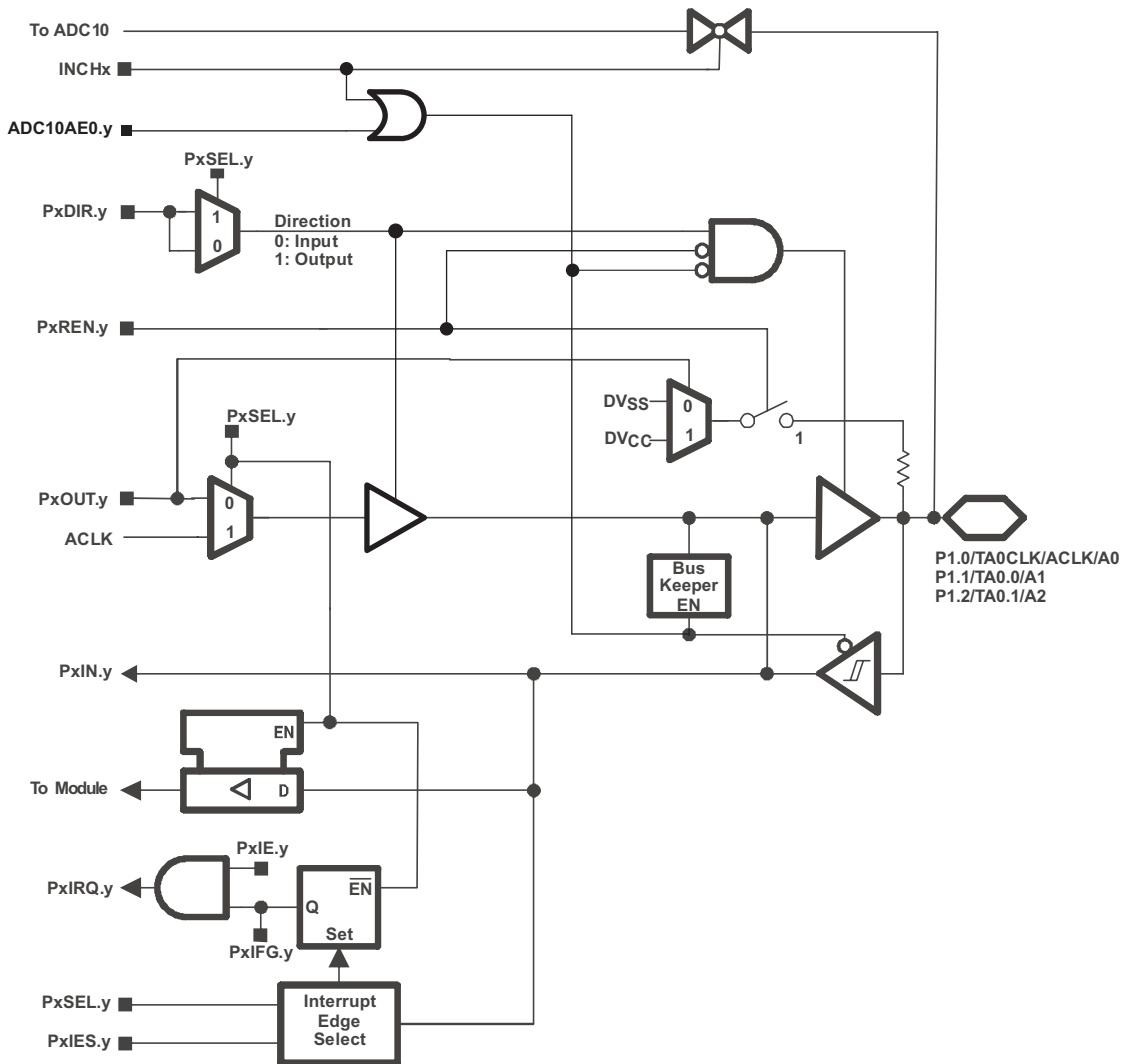 To ADC10
INCHx
ADC10AE0.y
PxSEL.y
PxDIR.y
1
0
Direction
0: Input
1: Output
PxREN.y
DVSS
0
DVCC
1
1
PxSEL.y
PxOUT.y
0
ACLK
1
Bus
Keeper
EN
P1.0/TA0CLK/ACLK/A0
P1.1/TA0.0/A1
P1.2/TA0.1/A2
PxIN.y
EN
To Module
D
PxIE.y
PxIRQ.y
EN
Q
Set
PxIFG.y
PxSEL.y
PxIES.y
Interrupt
Edge
Select